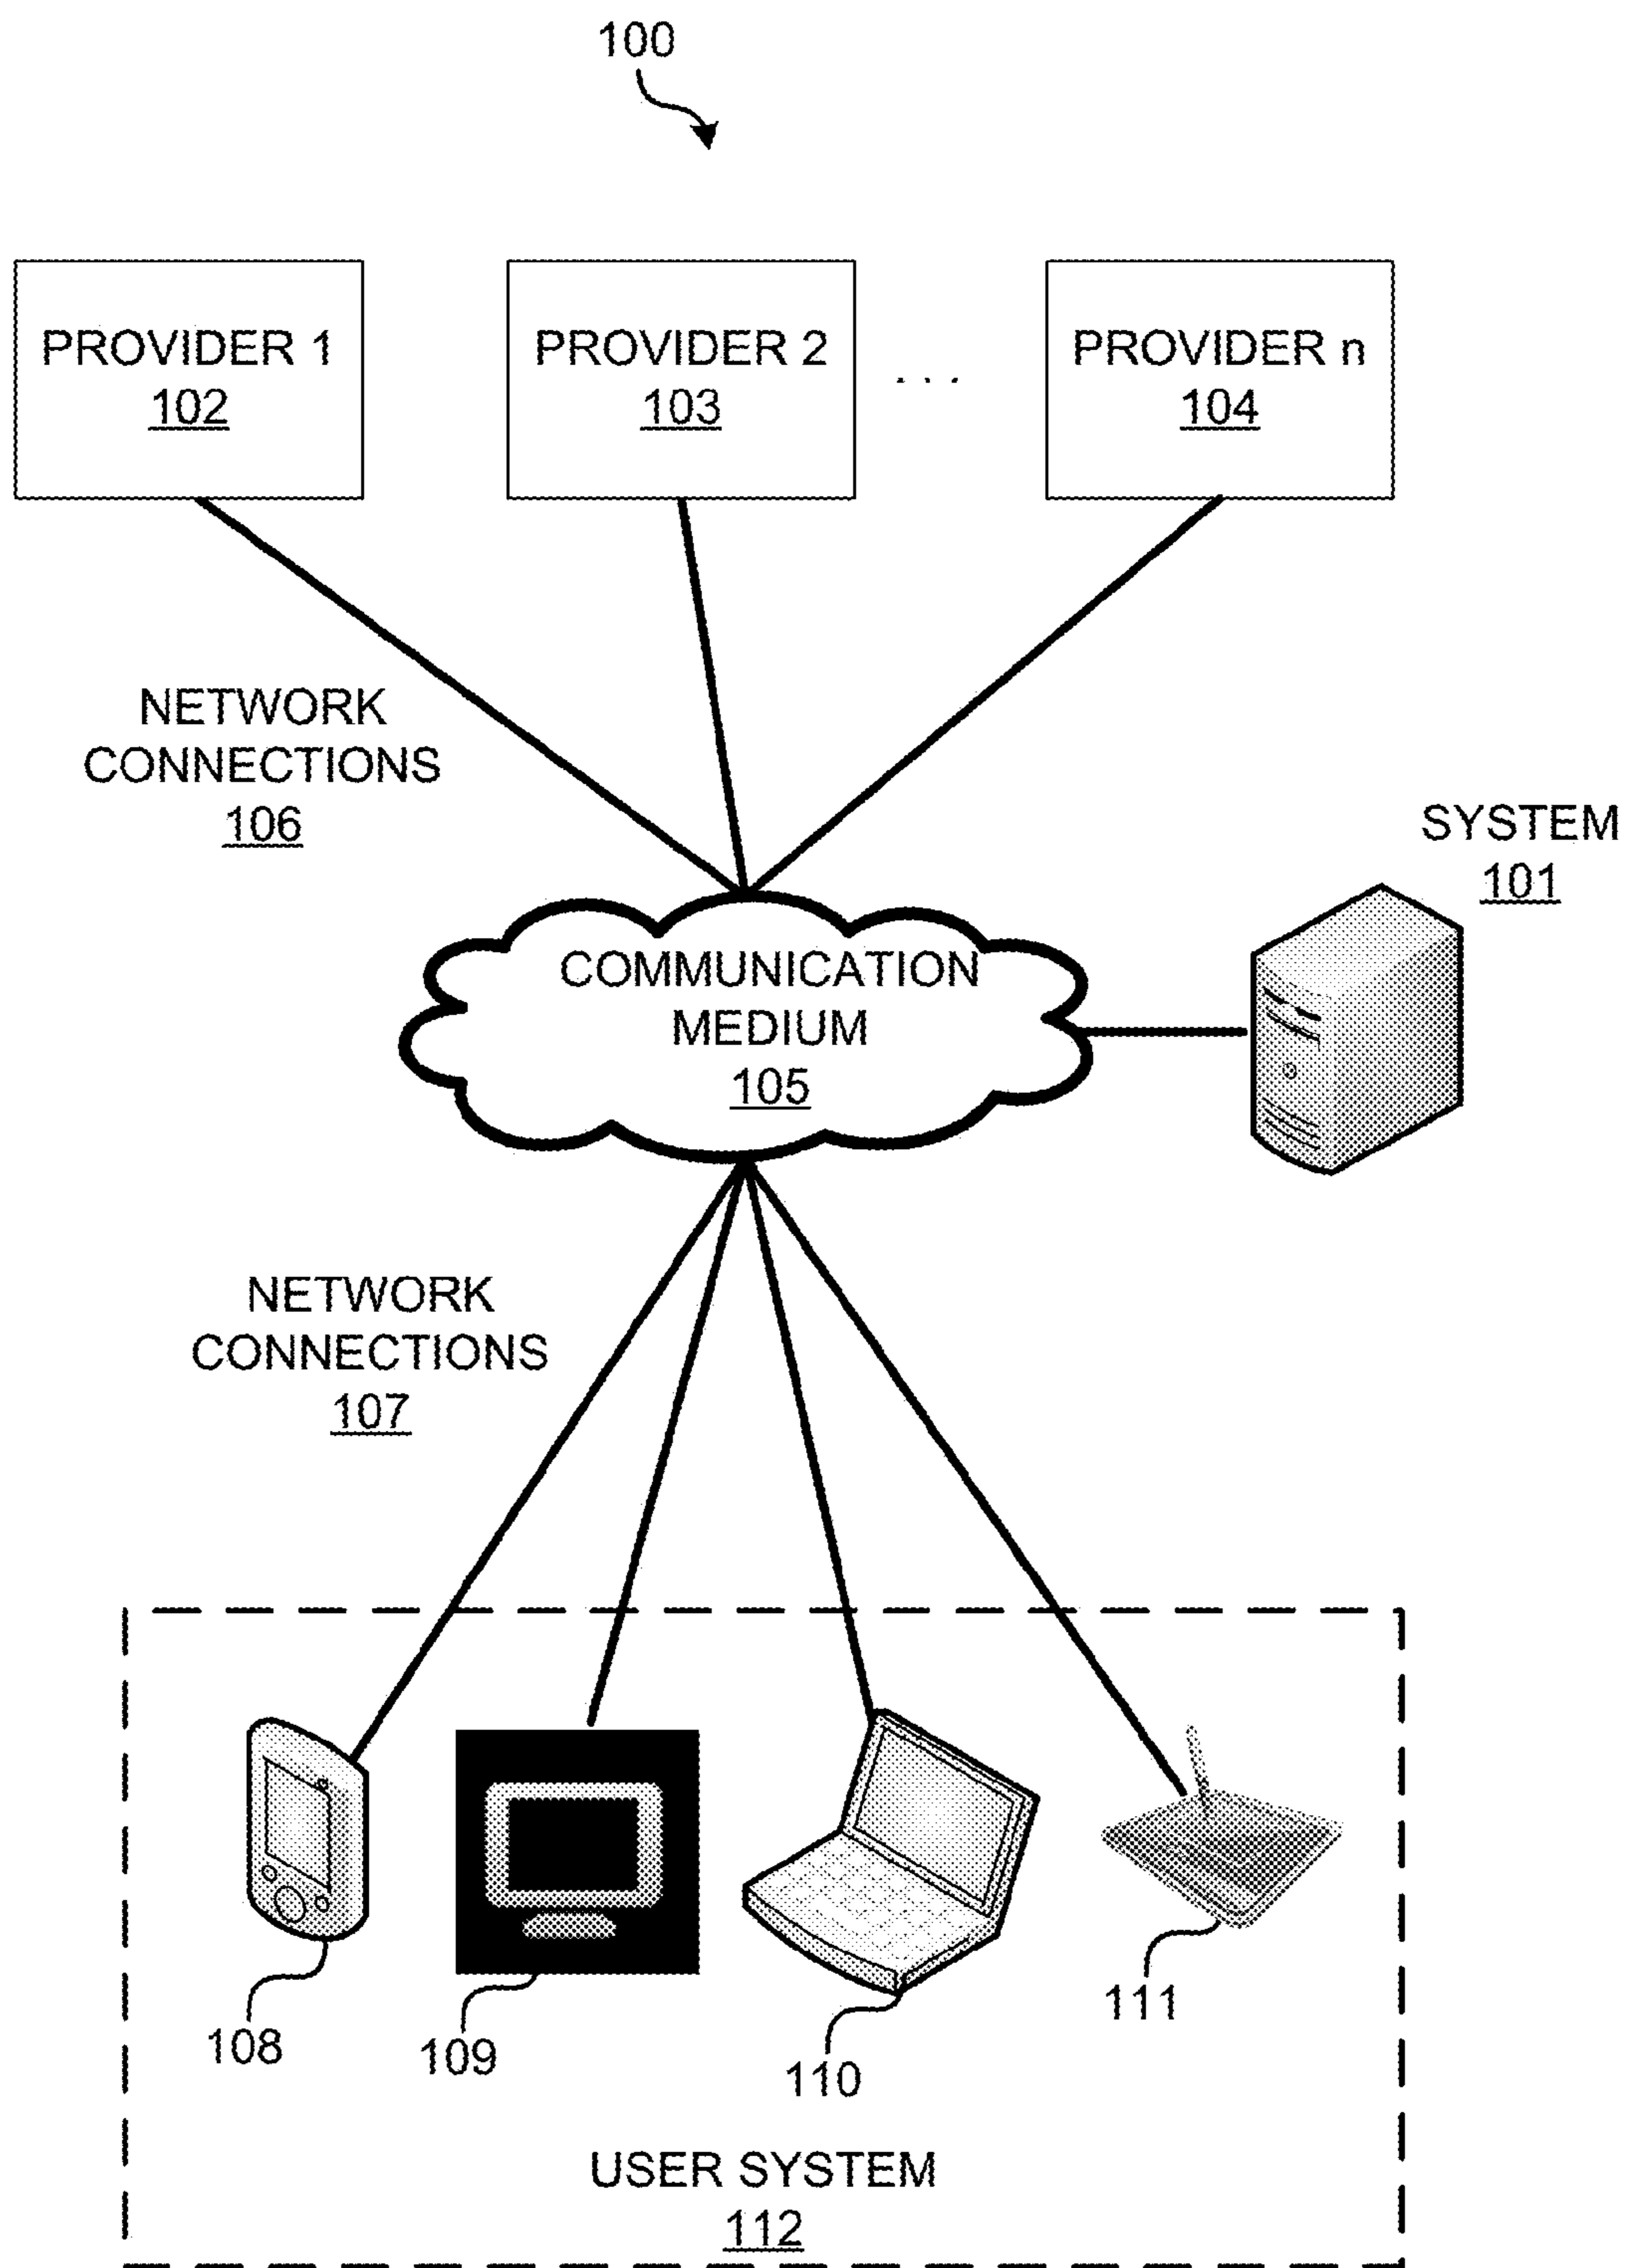 100
PROVIDER 1
102
PROVIDER 2
103
. . .
PROVIDER n
104
NETWORK
CONNECTIONS
106
SYSTEM
101
COMMUNICATION
MEDIUM
105
NETWORK
CONNECTIONS
107
108
109
110
111
USER SYSTEM
112